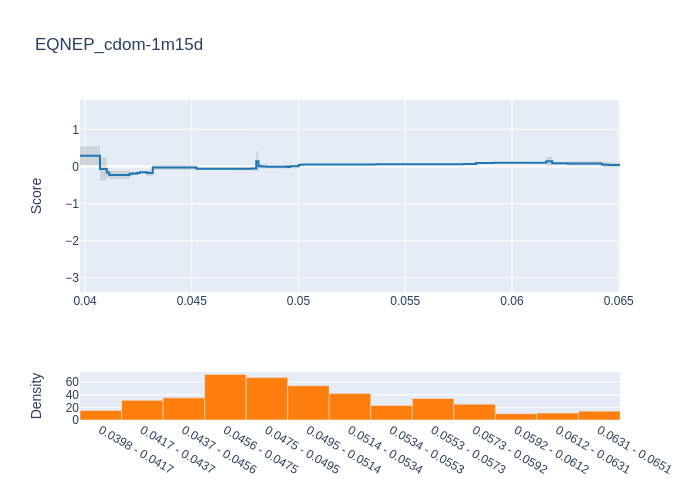 EQNEP_cdom-1m15d
Score
1
0
−1
−2
−3
0.04 0.045 0.05 0.055 0.06 0.065
Density
60
40
20
0
0.0398 - 0.0417
0.0417 - 0.0437
0.0437 - 0.0456
0.0456 - 0.0475
0.0475 - 0.0495
0.0495 - 0.0514
0.0514 - 0.0534
0.0534 - 0.0553
0.0553 - 0.0573
0.0573 - 0.0592
0.0592 - 0.0612
0.0612 - 0.0631
0.0631 - 0.0651